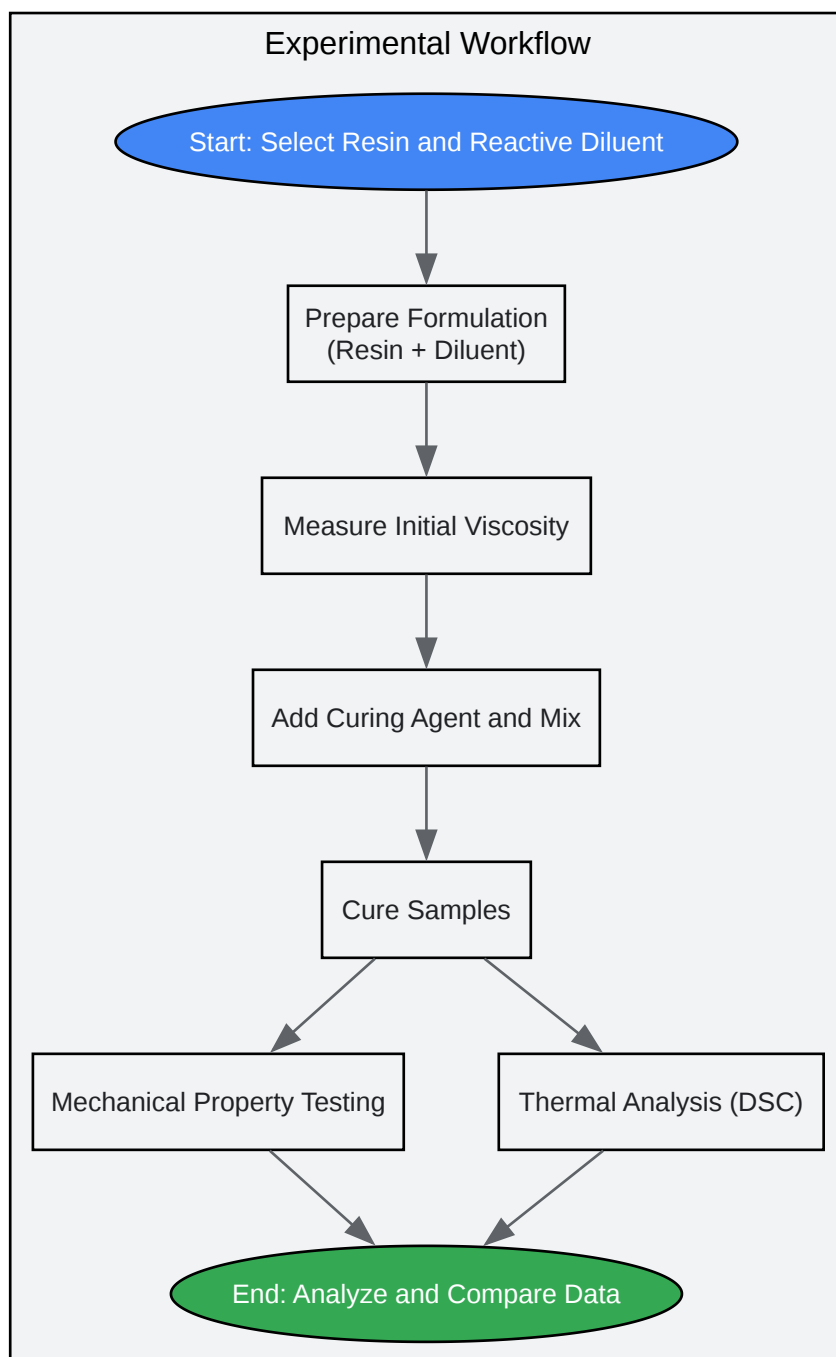 Experimental Workflow
Start: Select Resin and Reactive Diluent
Prepare Formulation
(Resin + Diluent)
Measure Initial Viscosity
Add Curing Agent and Mix
Cure Samples
Mechanical Property Testing
Thermal Analysis (DSC)
End: Analyze and Compare Data